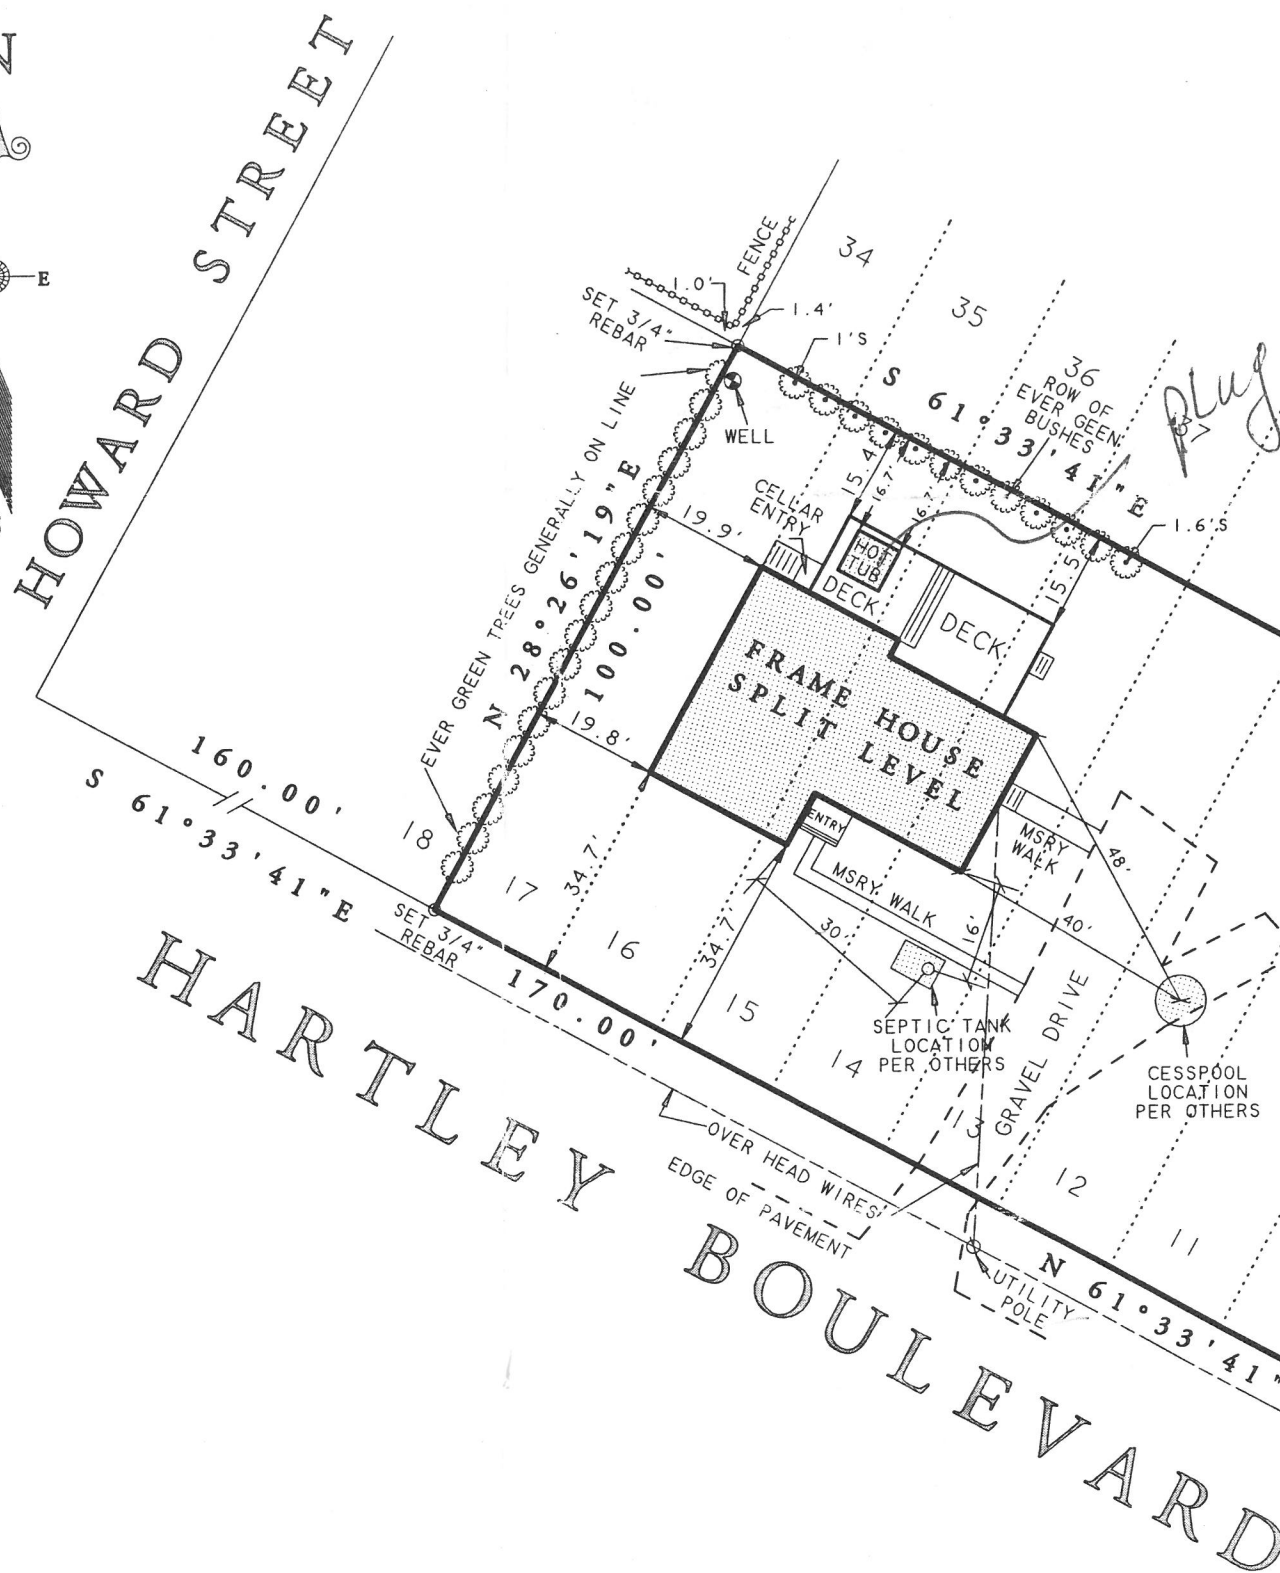 N
E
HOWARD STREET
FENCE
1.0'
1.4'
SET 3/4"
REBAR
1'S
34
35
36
37
plug
ROW OF
EVER GEEN
BUSHES
S 61°33'41"E
1.6'S
WELL
EVER GREEN TREES GENERALLY ON LINE
N 28°26'19"E
100.00'
CELLAR
ENTRY
15.4'
16.7'
16.7'
15.5'
19.9'
HOT
TUB
DECK
DECK
FRAME HOUSE
SPLIT LEVEL
19.8'
ENTRY
MSRY
WALK
MSRY. WALK
48'
40'
30'
16'
34.7'
34.7'
160.00'
S 61°33'41"E
18
17
16
15
14
13
12
11
SET 3/4"
REBAR
170.00'
SEPTIC TANK
LOCATION
PER OTHERS
GRAVEL DRIVE
CESSPOOL
LOCATION
PER OTHERS
OVER HEAD WIRES
EDGE OF PAVEMENT
UTILITY
POLE
N 61°33'41"
HARTLEY BOULEVARD